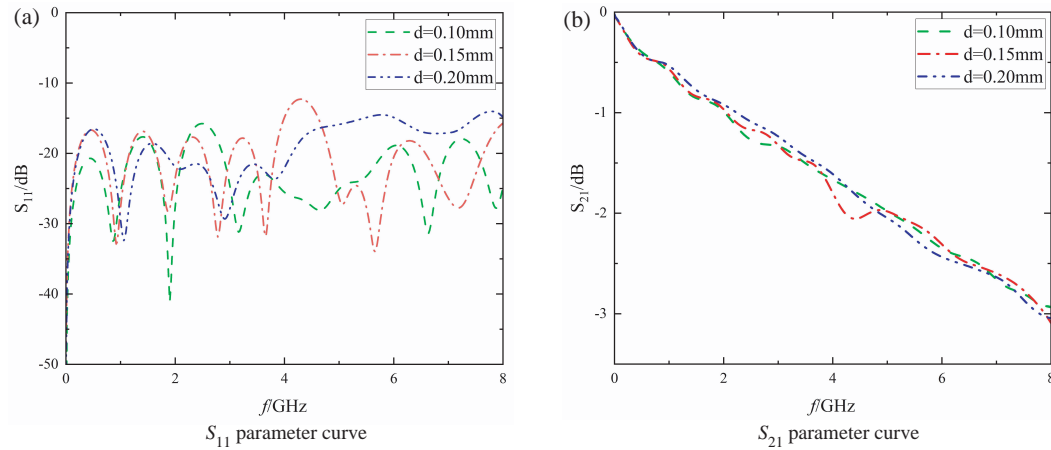 (a)
S11/dB
0
-10
-20
-30
-40
-50
d=0.10mm
d=0.15mm
d=0.20mm
0 2 4 6 8
f/GHz
S11 parameter curve
(b)
S21/dB
0
-1
-2
-3
d=0.10mm
d=0.15mm
d=0.20mm
0 2 4 6 8
f/GHz
S21 parameter curve